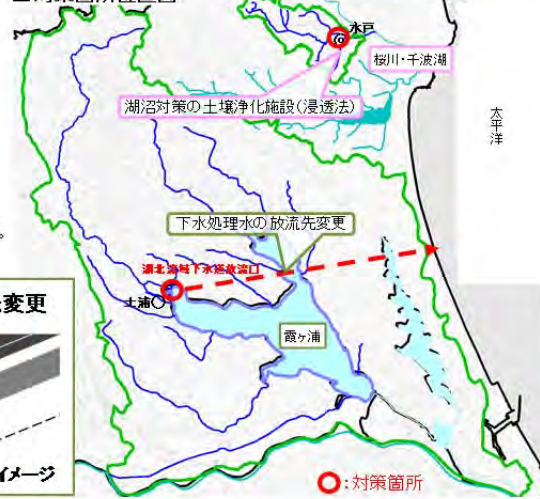 水戸
桜川・千波湖
湖沼対策の土壌浄化施設(浸透法)
太平洋
。
下水処理水の放流先変更
湖北流域下水道放流口
土浦
変更
霞ヶ浦
イメージ
:対策箇所